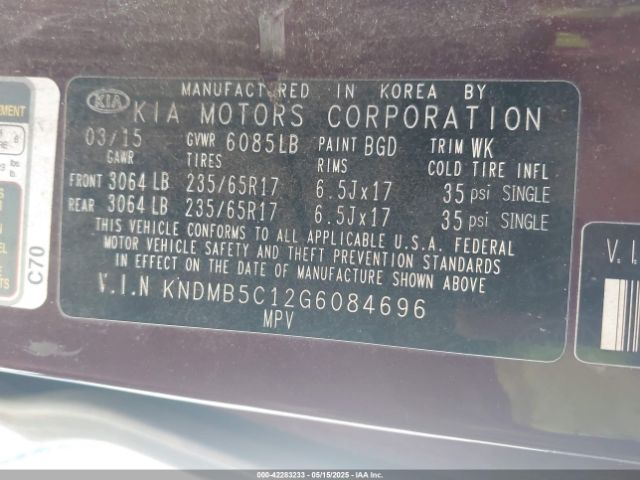 MANUFACTURED IN KOREA BY
KIA KIA MOTORS CORPORATION
03/15 GVWR 6085LB PAINT BGD TRIM WK
GAWR TIRES RIMS COLD TIRE INFL
FRONT 3064 LB 235/65R17 6.5Jx17 35 psi SINGLE
REAR 3064 LB 235/65R17 6.5Jx17 35 psi SINGLE
THIS VEHICLE CONFORMS TO ALL APPLICABLE U.S.A. FEDERAL
MOTOR VEHICLE SAFETY AND THEFT PREVENTION STANDARDS
IN EFFECT ON THE DATE OF MANUFACTURE SHOWN ABOVE
V.I.N KNDMB5C12G6084696
MPV
C70
V.I.
000-42283233 - 05/15/2025 - IAAI.COM